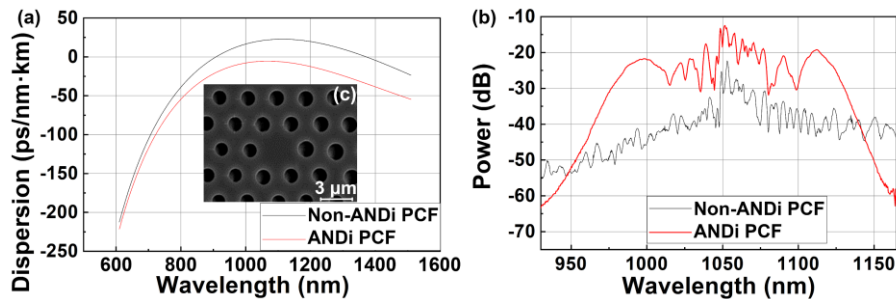 (a)
50
0
-50
-100
-150
-200
-250
Dispersion (ps/nm·km)
600 800 1000 1200 1400 1600
Wavelength (nm)
(c)
3 µm
Non-ANDi PCF
ANDi PCF
(b)
-10
-20
-30
-40
-50
-60
-70
Power (dB)
950 1000 1050 1100 1150
Wavelength (nm)
Non-ANDi PCF
ANDi PCF